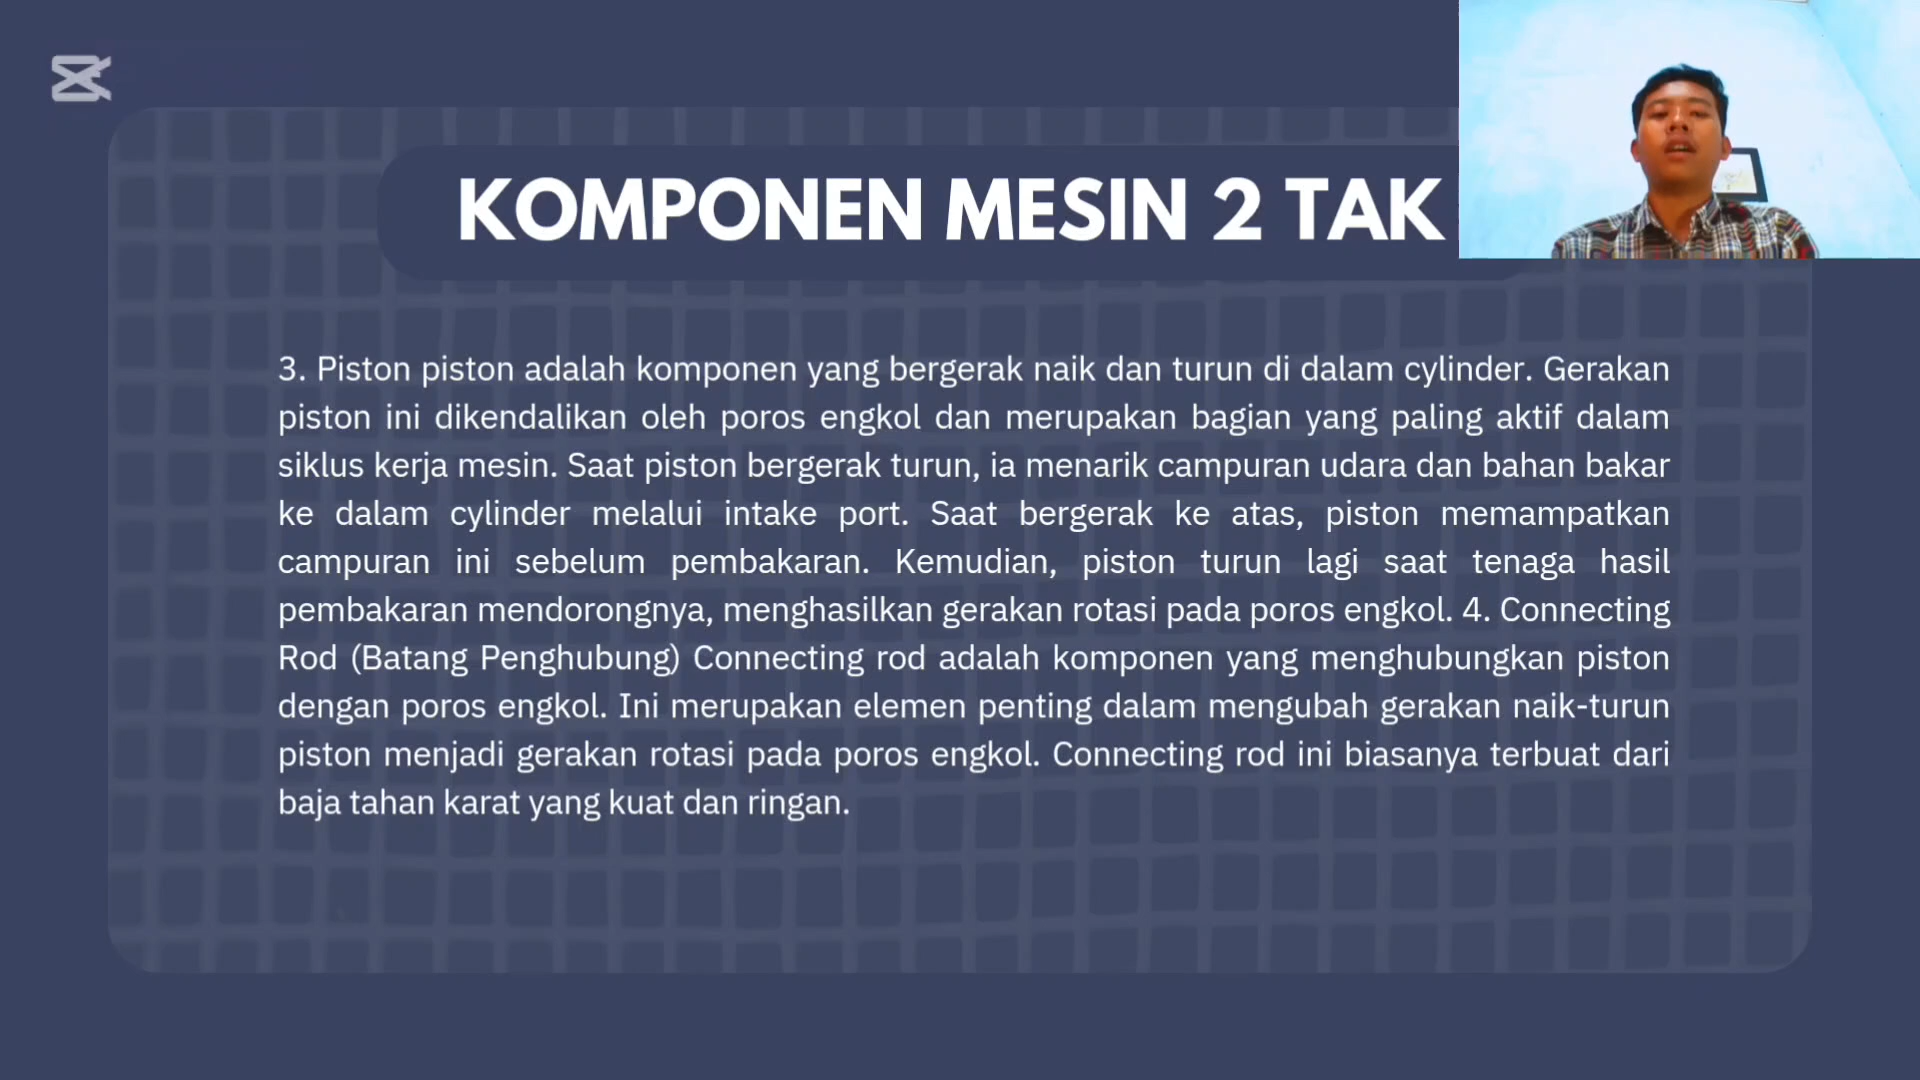 KOMPONEN MESIN 2 TAK
3. Piston piston adalah komponen yang bergerak naik dan turun di dalam cylinder. Gerakan
piston ini dikendalikan oleh poros engkol dan merupakan bagian yang paling aktif dalam
siklus kerja mesin. Saat piston bergerak turun, ia menarik campuran udara dan bahan bakar
ke dalam cylinder melalui intake port. Saat bergerak ke atas, piston memampatkan
campuran ini sebelum pembakaran. Kemudian, piston turun lagi saat tenaga hasil
pembakaran mendorongnya, menghasilkan gerakan rotasi pada poros engkol. 4. Connecting
Rod (Batang Penghubung) Connecting rod adalah komponen yang menghubungkan piston
dengan poros engkol. Ini merupakan elemen penting dalam mengubah gerakan naik-turun
piston menjadi gerakan rotasi pada poros engkol. Connecting rod ini biasanya terbuat dari
baja tahan karat yang kuat dan ringan.